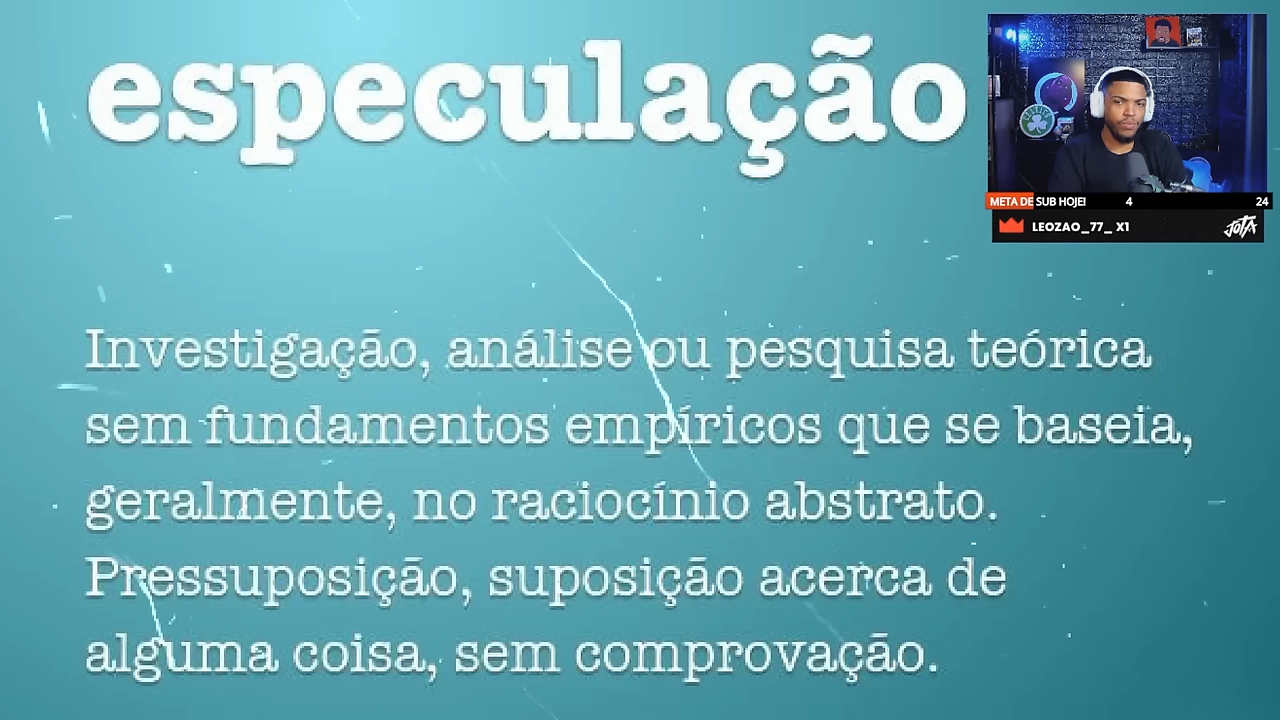 especulação
META DE SUB HOJE! 4 24
LEOZAO_77_ X1
JOTA
Investigação, análise ou pesquisa teórica
sem fundamentos empíricos que se baseia,
geralmente, no raciocínio abstrato.
Pressuposição, suposição acerca de
alguma coisa, sem comprovação.